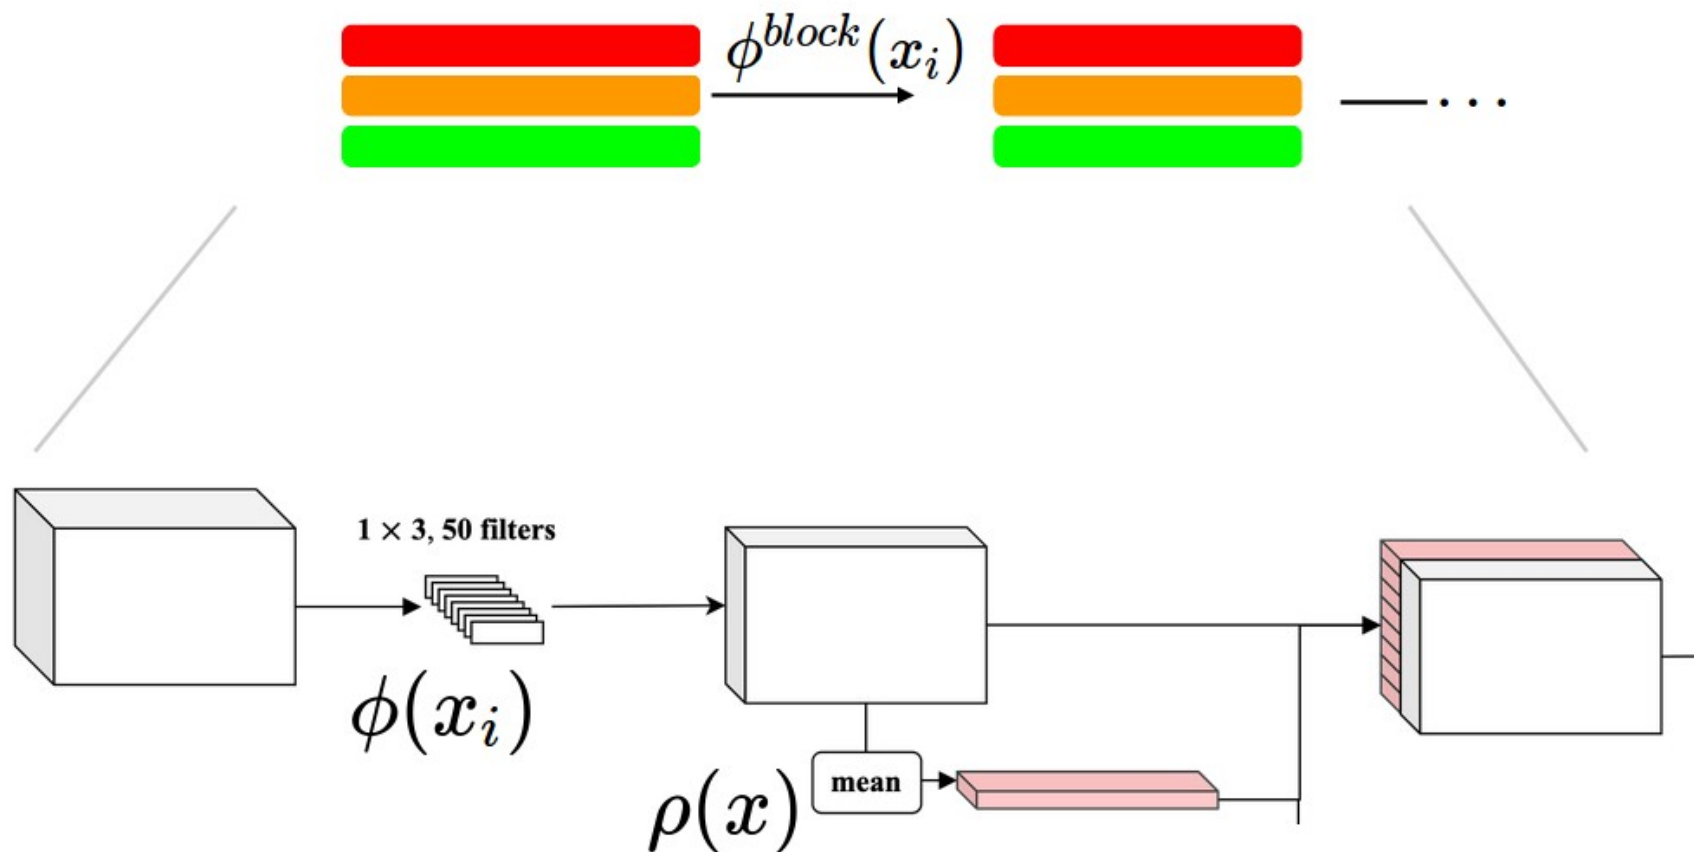 ϕ^{block}(x_i)
...
1 × 3, 50 filters
ϕ(x_i)
mean
ρ(x)